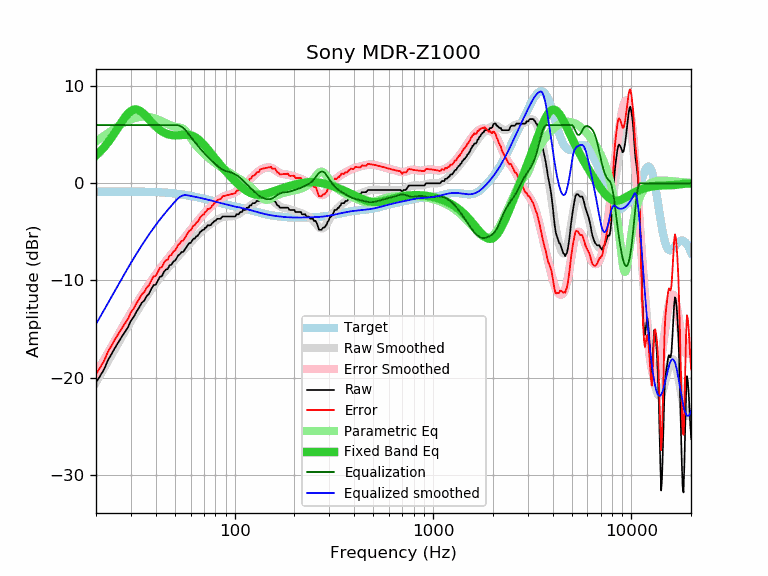 Sony MDR-Z1000
Amplitude (dBr)
10
0
−10
−20
−30
Target
Raw Smoothed
Error Smoothed
Raw
Error
Parametric Eq
Fixed Band Eq
Equalization
Equalized smoothed
100
1000
10000
Frequency (Hz)